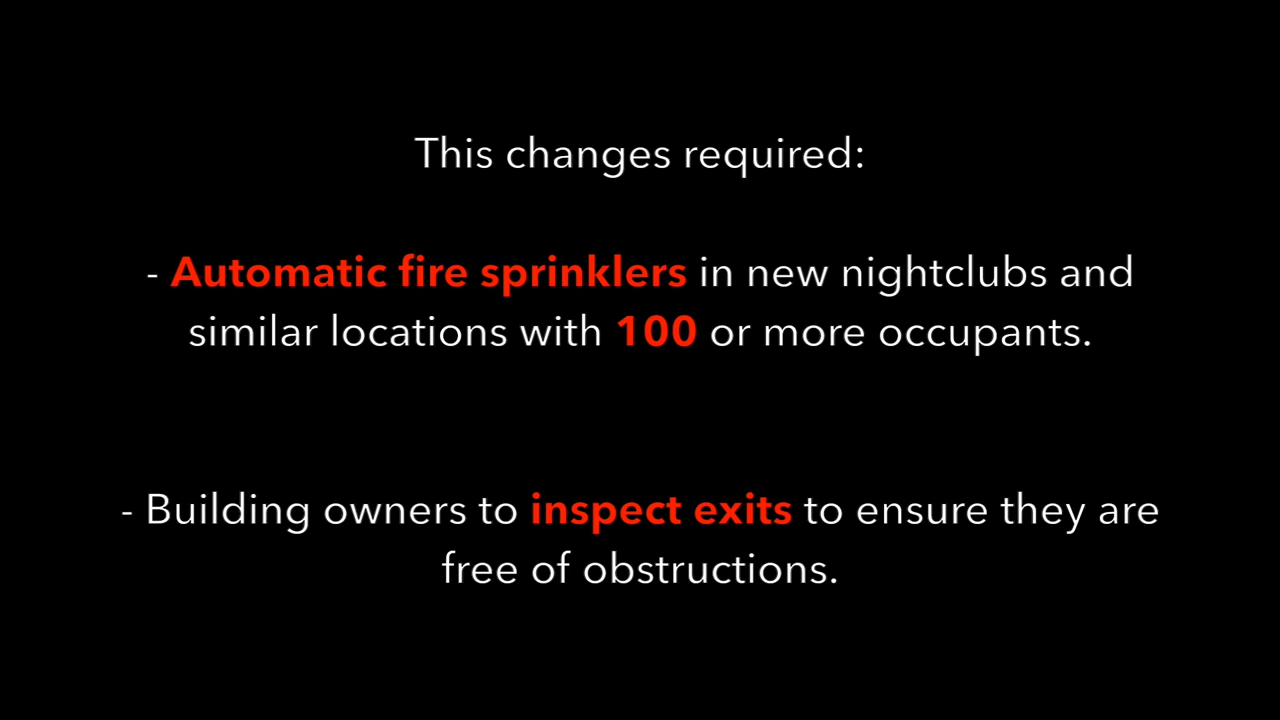 This changes required:
- Automatic fire sprinklers in new nightclubs and
similar locations with 100 or more occupants.
- Building owners to inspect exits to ensure they are
free of obstructions.